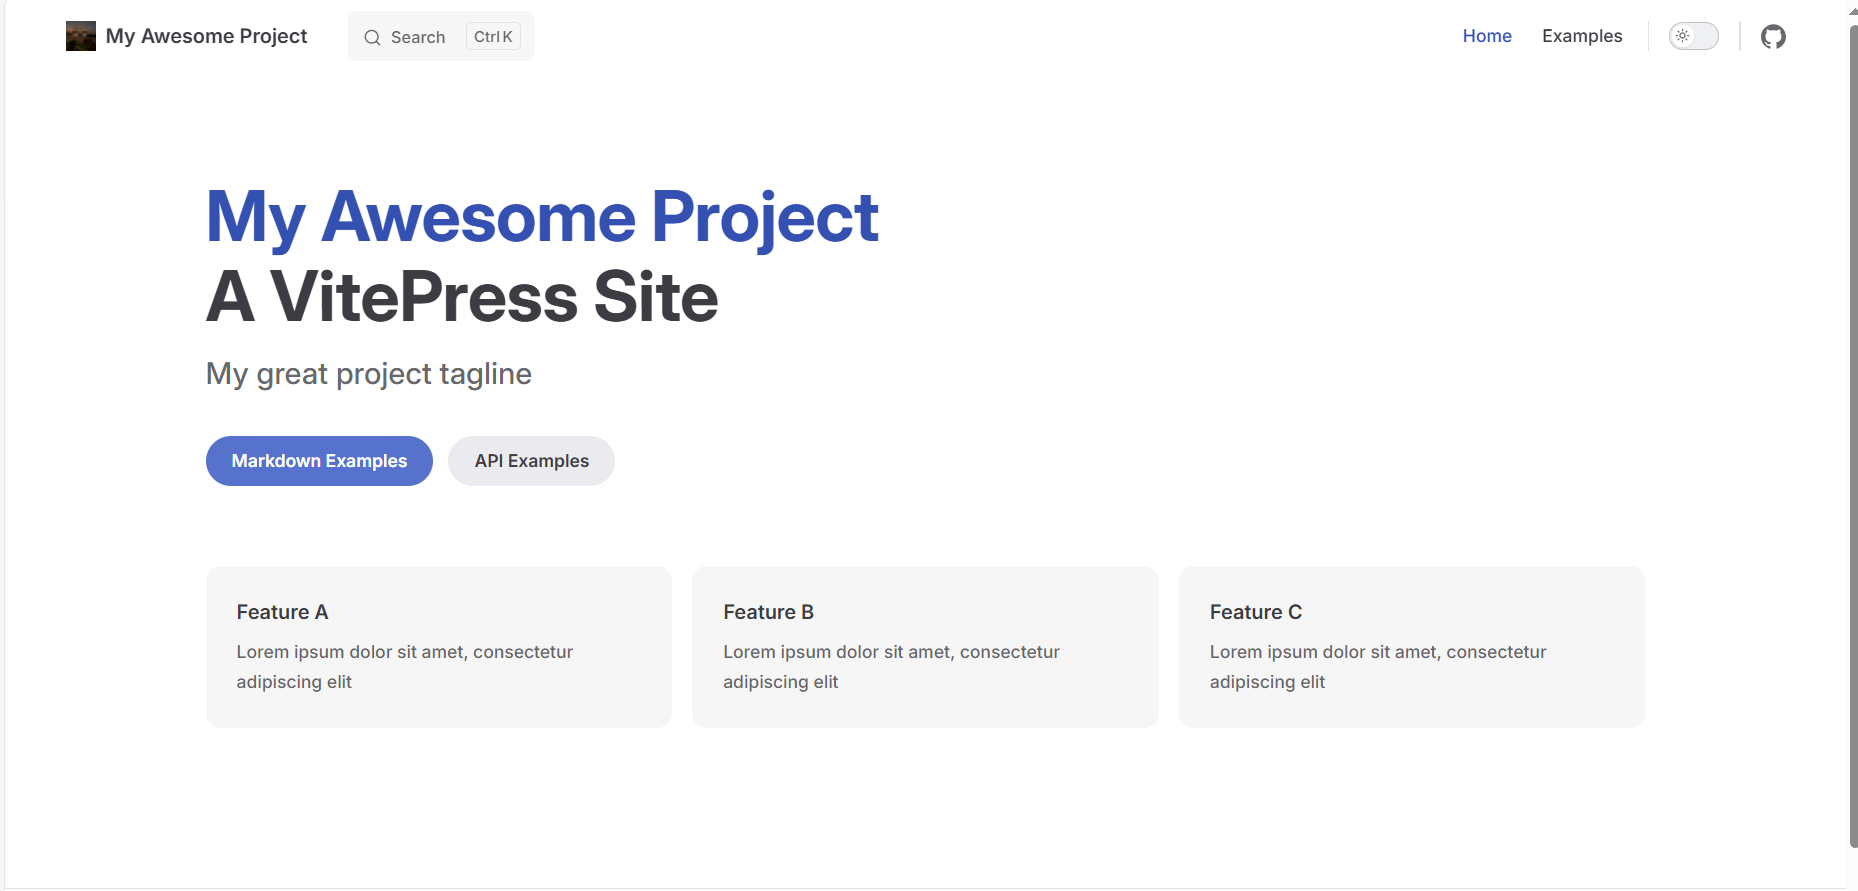 My Awesome Project
Search
Ctrl K
Home
Examples
My Awesome Project
A VitePress Site
My great project tagline
Markdown Examples
API Examples
Feature A
Lorem ipsum dolor sit amet, consectetur
adipiscing elit
Feature B
Lorem ipsum dolor sit amet, consectetur
adipiscing elit
Feature C
Lorem ipsum dolor sit amet, consectetur
adipiscing elit